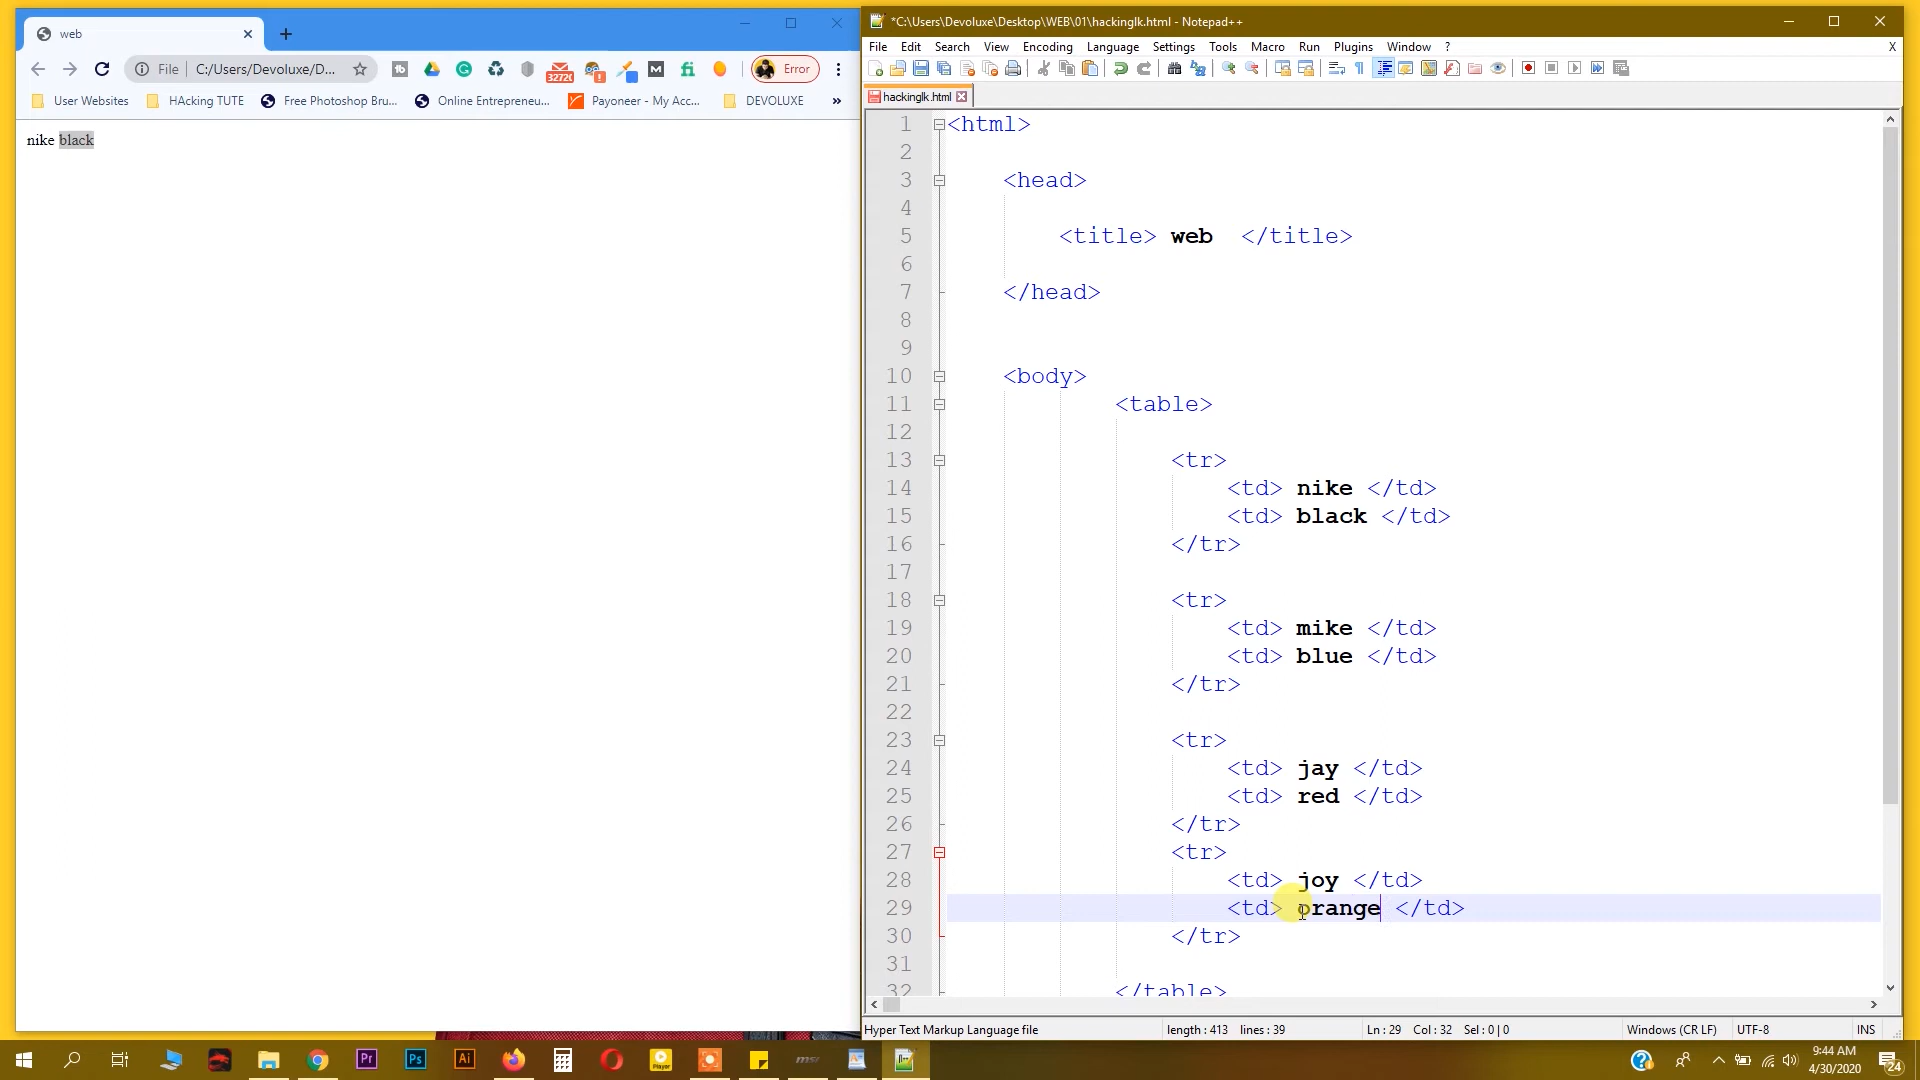 web
File
C:/Users/Devoluxe/D...
32720
M
Error
User Websites
HAcking TUTE
Free Photoshop Bru...
Online Entrepreneu...
Payoneer - My Acc...
DEVOLUXE
»
nike black
*C:\Users\Devoluxe\Desktop\WEB\01\hackinglk.html - Notepad++
File Edit Search View Encoding Language Settings Tools Macro Run Plugins Window ? X
hackinglk.html
1 <html>
2
3 <head>
4
5 <title> web </title>
6
7 </head>
8
9
10 <body>
11 <table>
12
13 <tr>
14 <td> nike </td>
15 <td> black </td>
16 </tr>
17
18 <tr>
19 <td> mike </td>
20 <td> blue </td>
21 </tr>
22
23 <tr>
24 <td> jay </td>
25 <td> red </td>
26 </tr>
27 <tr>
28 <td> joy </td>
29 <td> orange </td>
30 </tr>
31
32 </table>
Hyper Text Markup Language file
length : 413 lines : 39
Ln : 29 Col : 32 Sel : 0 | 0
Windows (CR LF)
UTF-8
INS
Pr
Ps
Ai
Player
msi
9:44 AM
4/30/2020
24